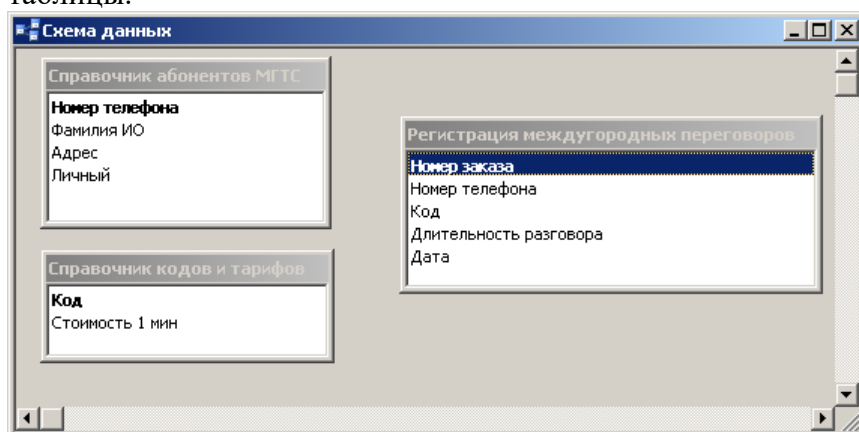 таблицы.
Схема данных
Справочник абонентов МГТС
Номер телефона
Фамилия ИО
Адрес
Личный
Регистрация междугородных переговоров
Номер заказа
Номер телефона
Код
Длительность разговора
Дата
Справочник кодов и тарифов
Код
Стоимость 1 мин